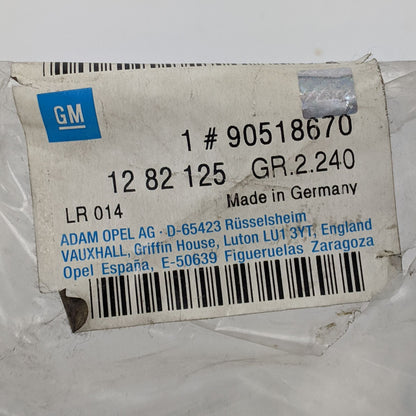 GM
1 # 90518670
12 82 125 GR.2.240
LR 014 Made in Germany
ADAM OPEL AG · D-65423 Rüsselsheim
VAUXHALL, Griffin House, Luton LU1 3YT, England
Opel España, E-50639 Figueruelas Zaragoza